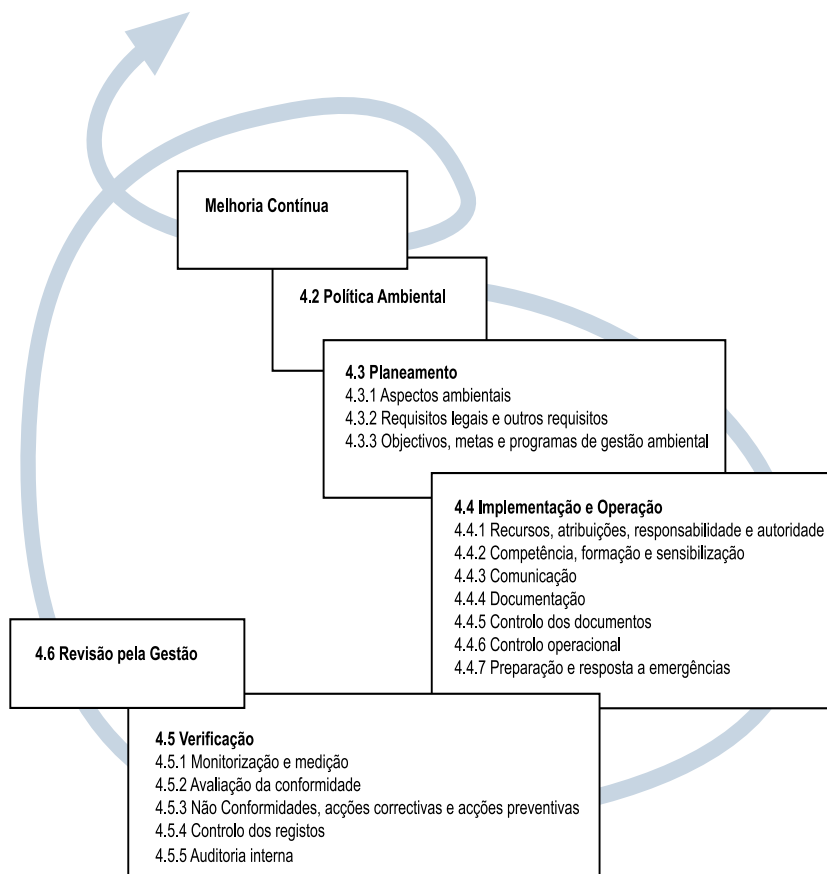 Melhoria Contínua
4.2 Política Ambiental
4.3 Planeamento
4.3.1 Aspectos ambientais
4.3.2 Requisitos legais e outros requisitos
4.3.3 Objectivos, metas e programas de gestão ambiental
4.4 Implementação e Operação
4.4.1 Recursos, atribuições, responsabilidade e autoridade
4.4.2 Competência, formação e sensibilização
4.4.3 Comunicação
4.4.4 Documentação
4.4.5 Controlo dos documentos
4.4.6 Controlo operacional
4.4.7 Preparação e resposta a emergências
4.6 Revisão pela Gestão
4.5 Verificação
4.5.1 Monitorização e medição
4.5.2 Avaliação da conformidade
4.5.3 Não Conformidades, acções correctivas e acções preventivas
4.5.4 Controlo dos registos
4.5.5 Auditoria interna